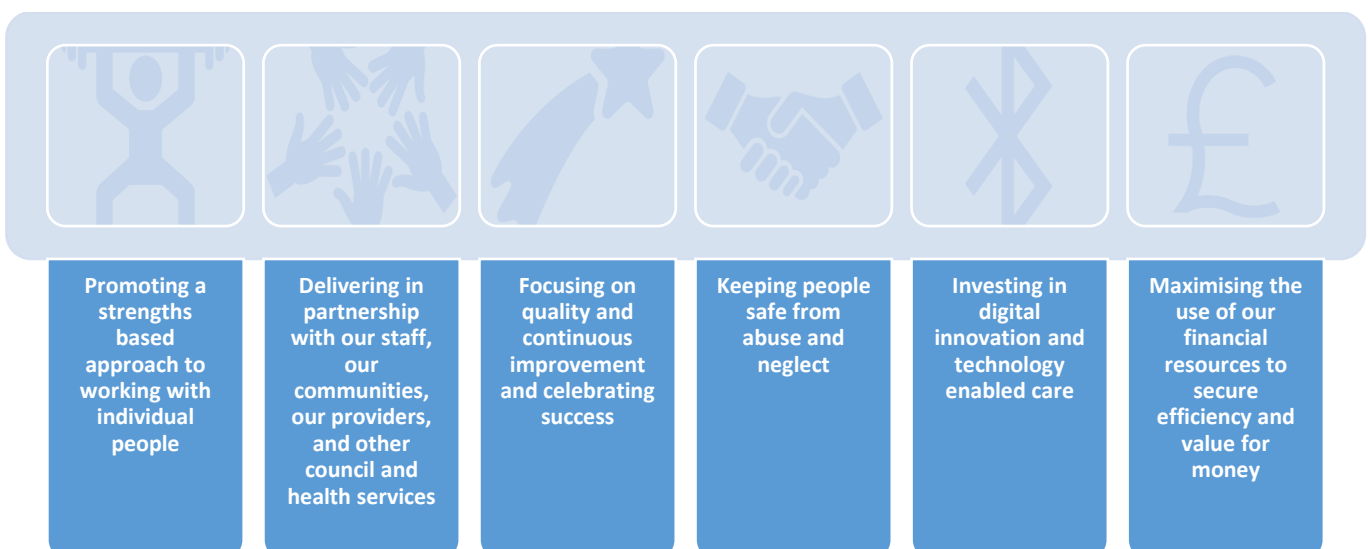 Promoting a
strengths
based
approach to
working with
individual
people
Delivering in
partnership
with our staff,
our
communities,
our providers,
and other
council and
health services
Focusing on
quality and
continuous
improvement
and celebrating
success
Keeping people
safe from
abuse and
neglect
Investing in
digital
innovation and
technology
enabled care
Maximising the
use of our
financial
resources to
secure
efficiency and
value for
money